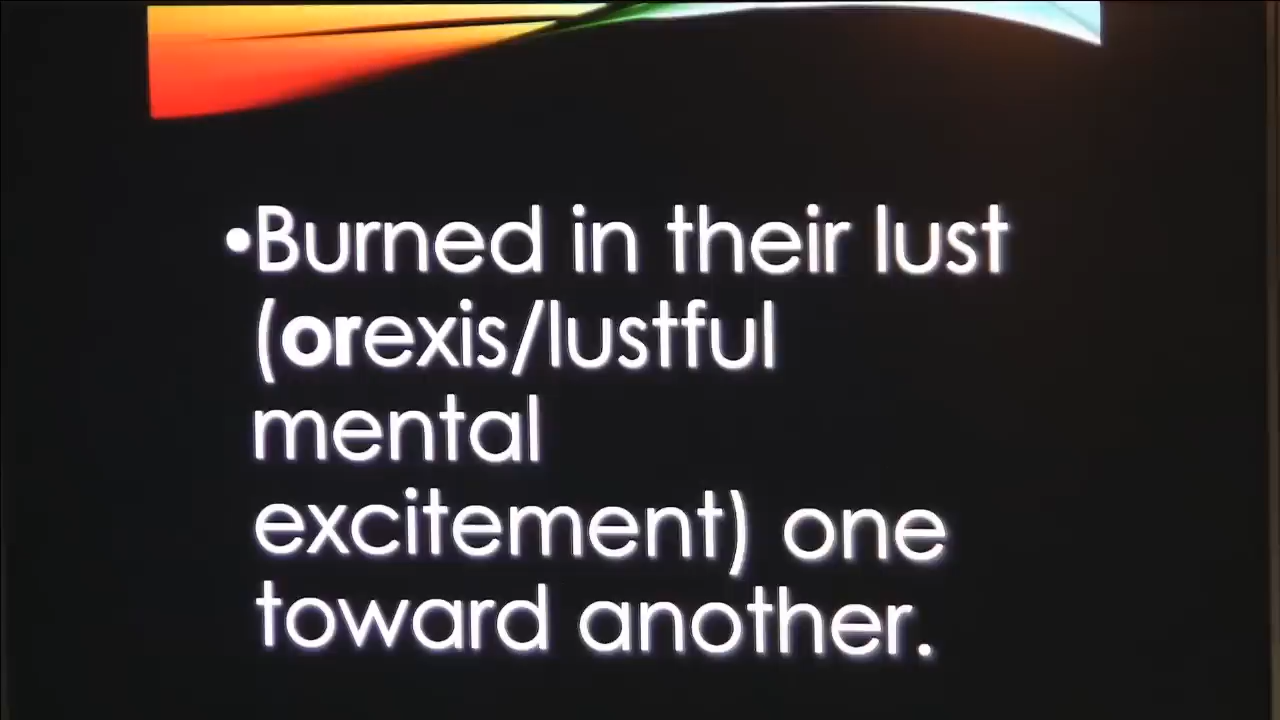 •Burned in their lust
(orexis/lustful
mental
excitement) one
toward another.